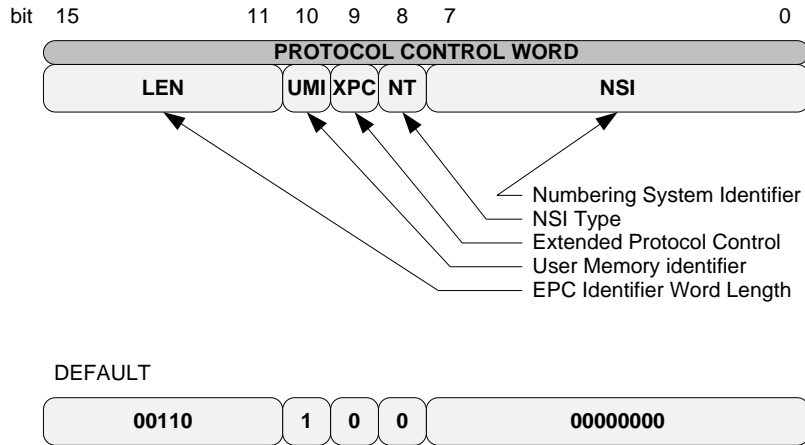 bit 15 11 10 9 8 7 0
PROTOCOL CONTROL WORD
LEN UMI XPC NT NSI
Numbering System Identifier
NSI Type
Extended Protocol Control
User Memory identifier
EPC Identifier Word Length
DEFAULT
00110 1 0 0 00000000